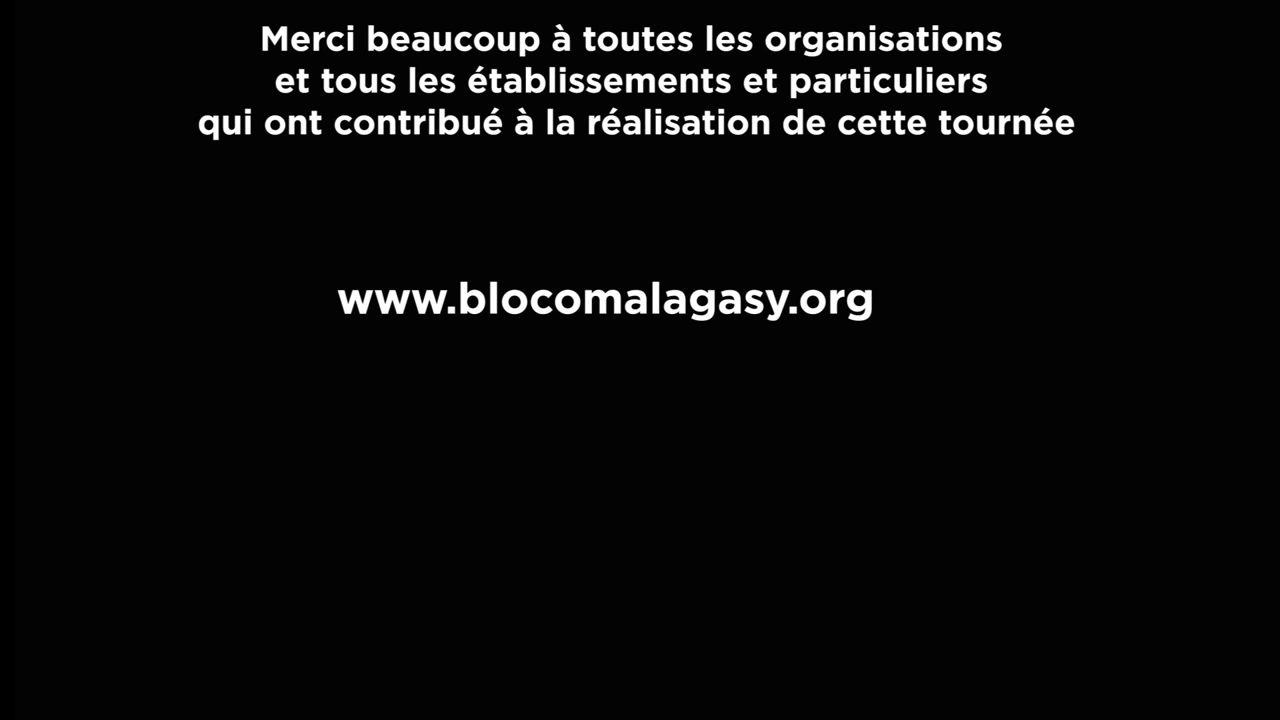 Merci beaucoup à toutes les organisations
et tous les établissements et particuliers
qui ont contribué à la réalisation de cette tournée
www.blocomalagasy.org